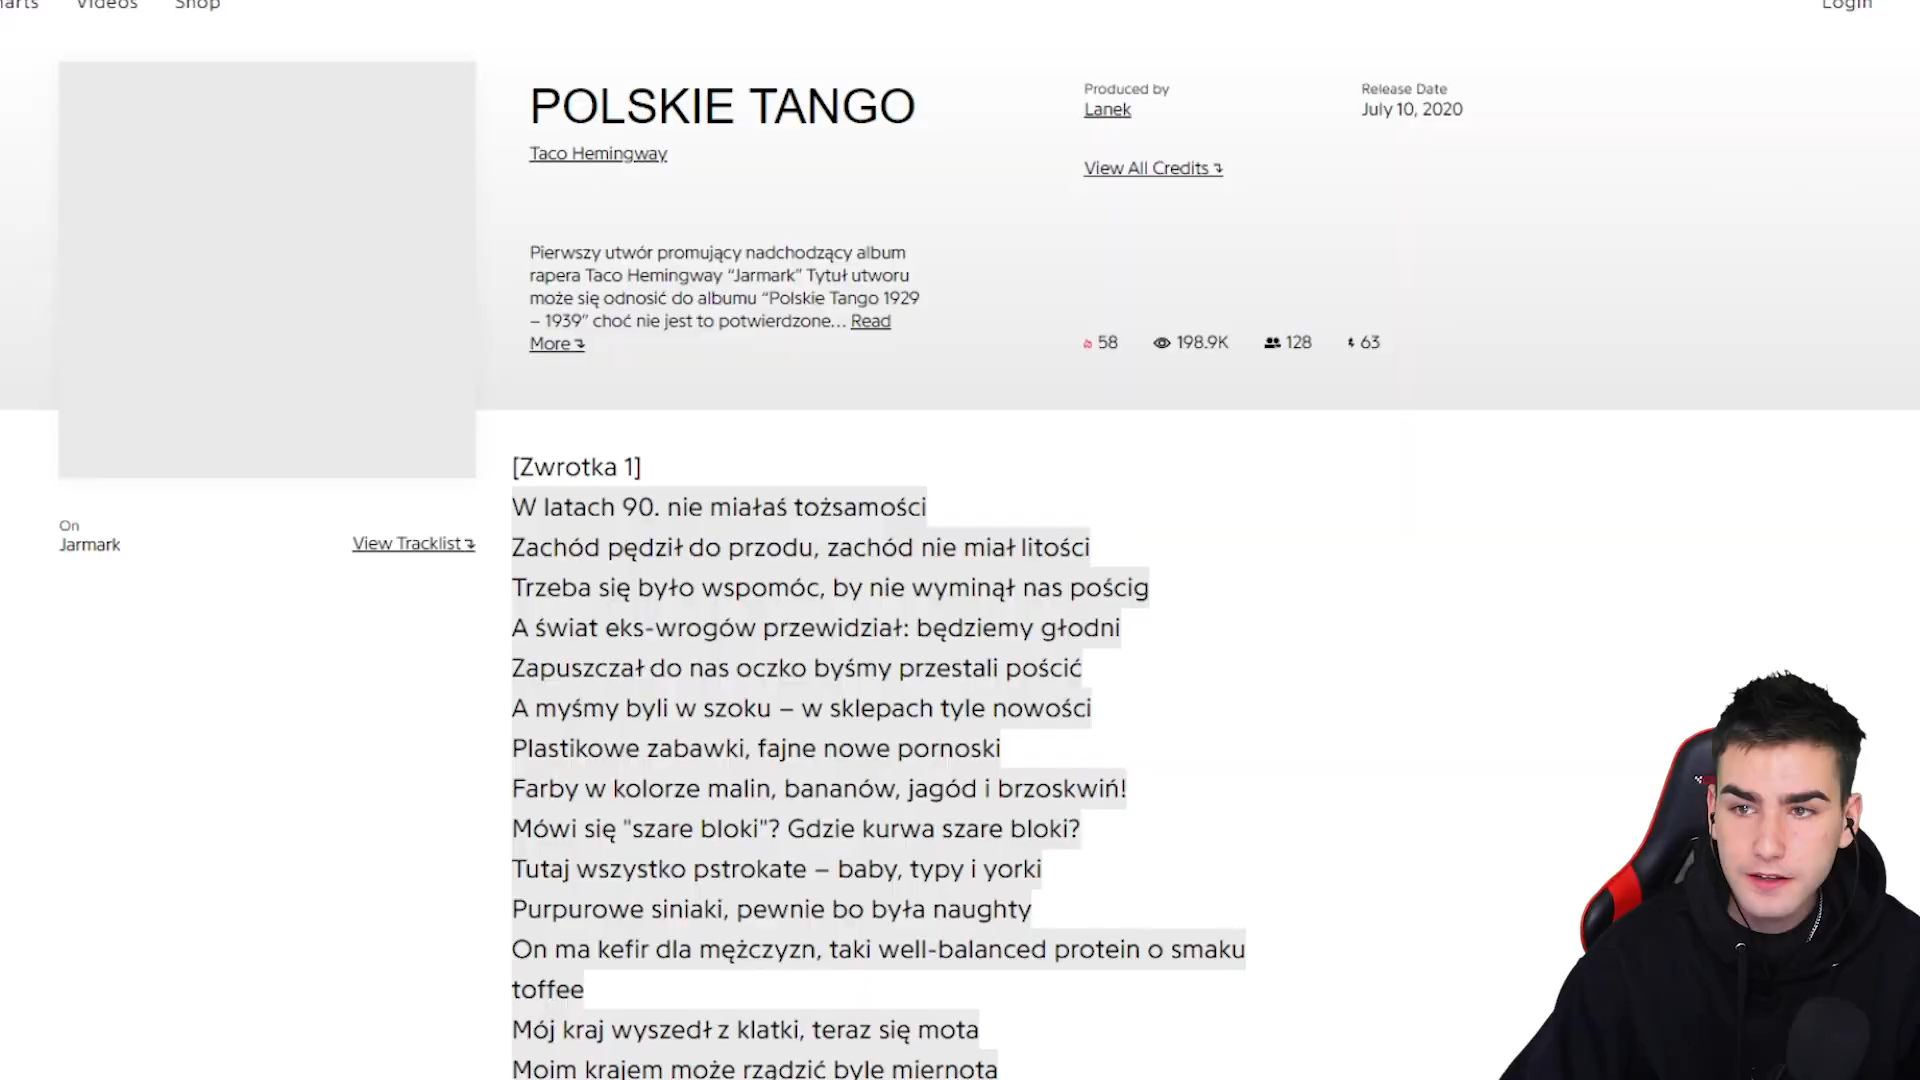 Videos
Shop
Login
POLSKIE TANGO
Taco Hemingway
Produced by
Lanek
Release Date
July 10, 2020
View All Credits
Pierwszy utwór promujący nadchodzący album
rapera Taco Hemingway “Jarmark” Tytuł utworu
może się odnosić do albumu “Polskie Tango 1929
– 1939” choć nie jest to potwierdzone… Read
More
58
198.9K
128
63
On
Jarmark
View Tracklist
[Zwrotka 1]
W latach 90. nie miałaś tożsamości
Zachód pędził do przodu, zachód nie miał litości
Trzeba się było wspomóc, by nie wyminął nas pościg
A świat eks-wrogów przewidział: będziemy głodni
Zapuszczał do nas oczko byśmy przestali pościć
A myśmy byli w szoku – w sklepach tyle nowości
Plastikowe zabawki, fajne nowe pornoski
Farby w kolorze malin, bananów, jagód i brzoskwiń!
Mówi się "szare bloki"? Gdzie kurwa szare bloki?
Tutaj wszystko pstrokate – baby, typy i yorki
Purpurowe siniaki, pewnie bo była naughty
On ma kefir dla mężczyzn, taki well-balanced protein o smaku
toffee
Mój kraj wyszedł z klatki, teraz się mota
Moim krajem może rządzić byle miernota